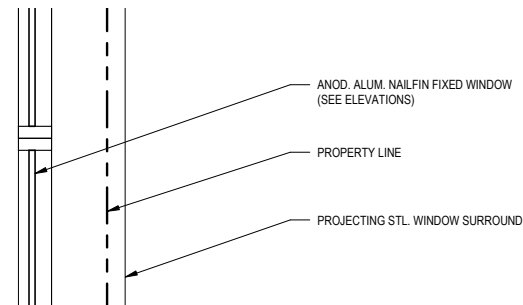 ANOD. ALUM. NAILFIN FIXED WINDOW
(SEE ELEVATIONS)
PROPERTY LINE
PROJECTING STL. WINDOW SURROUND